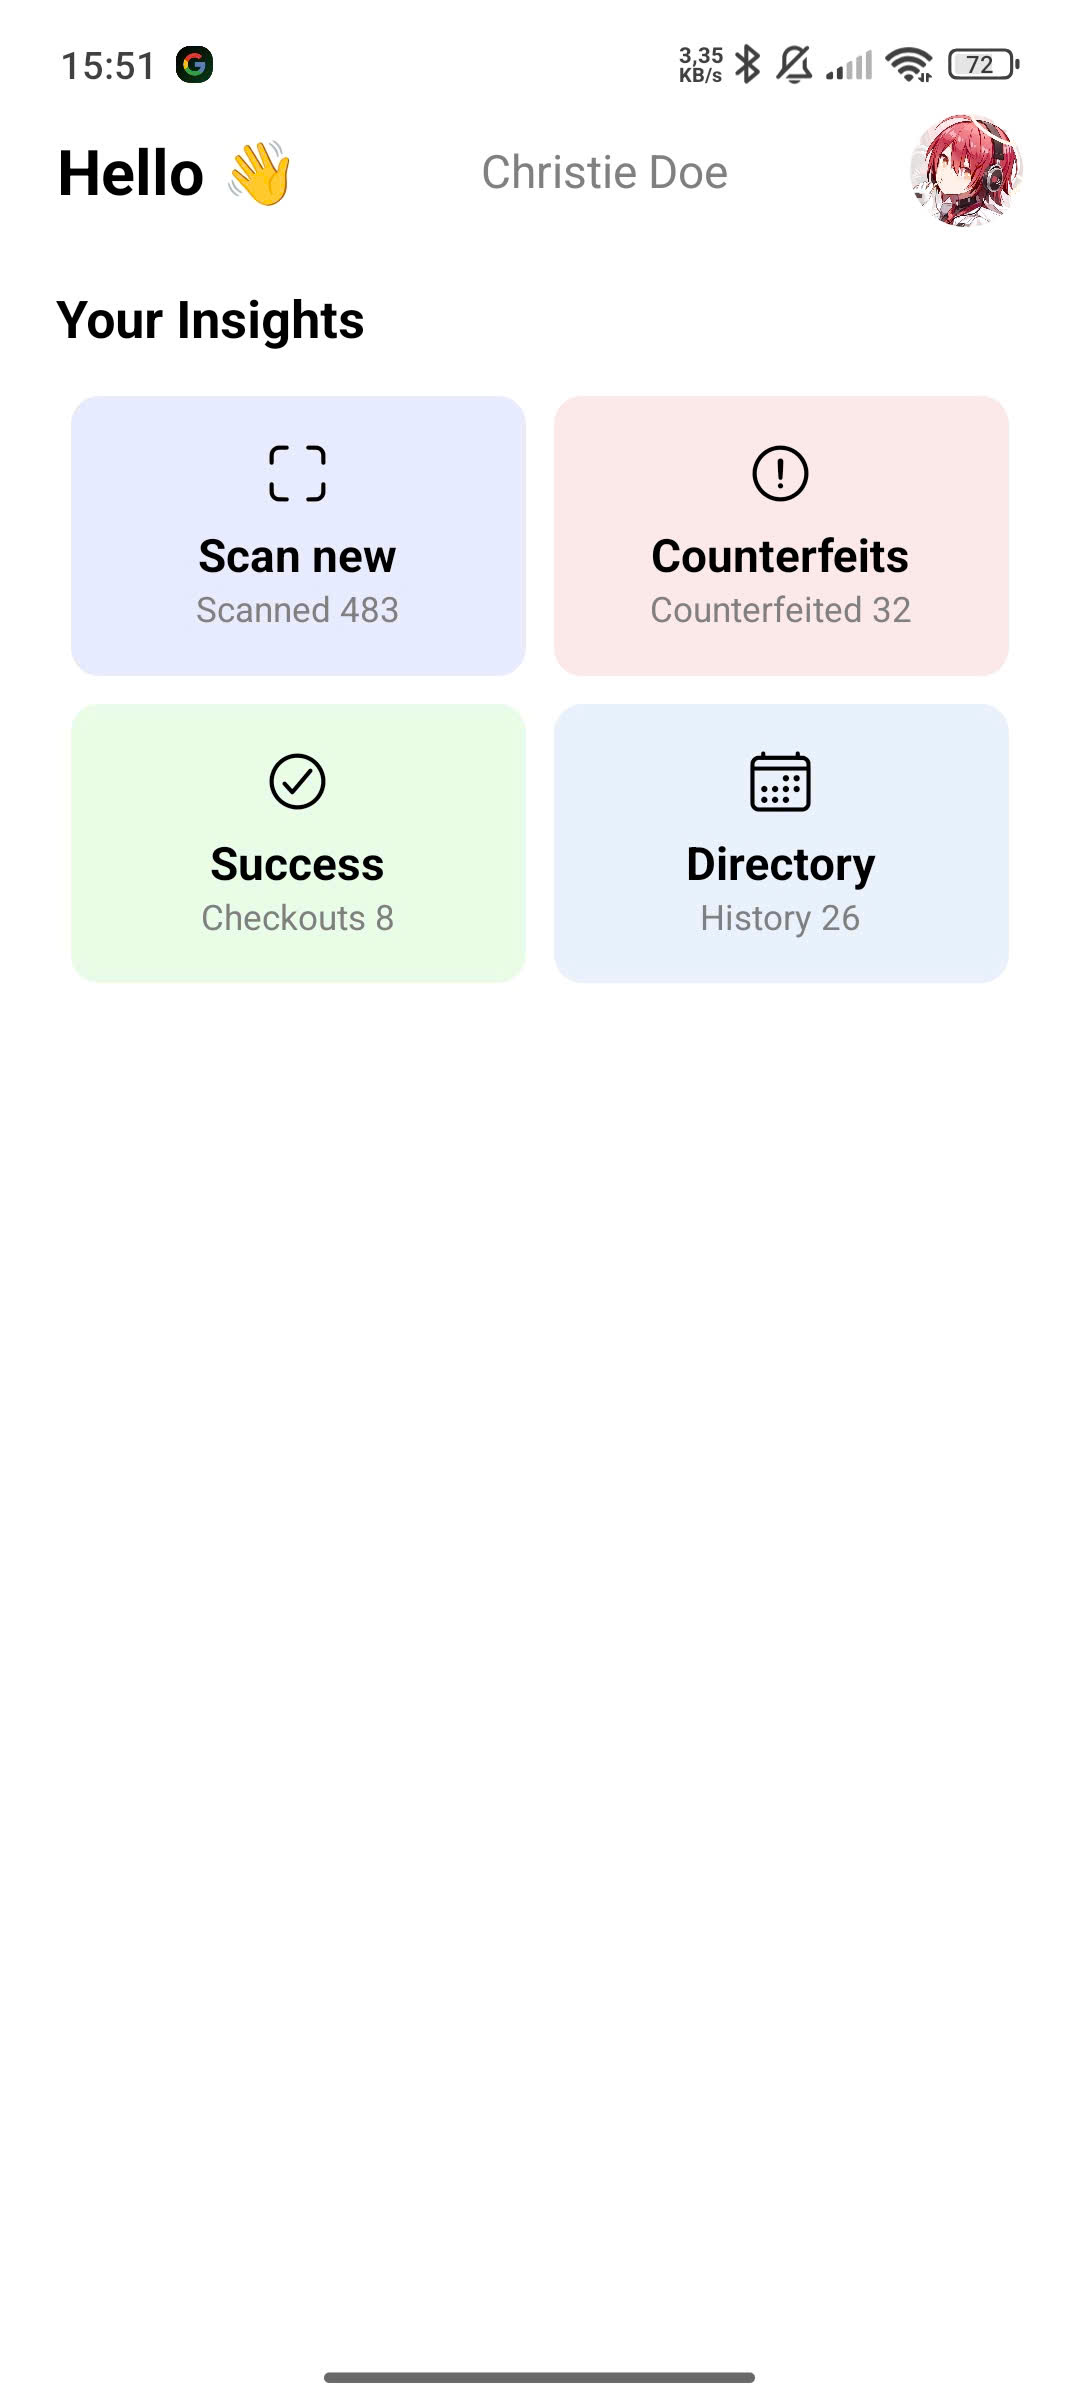 15:51
3,35
KB/s
72
Hello 👋
Christie Doe
Your Insights
Scan new
Scanned 483
Counterfeits
Counterfeited 32
Success
Checkouts 8
Directory
History 26